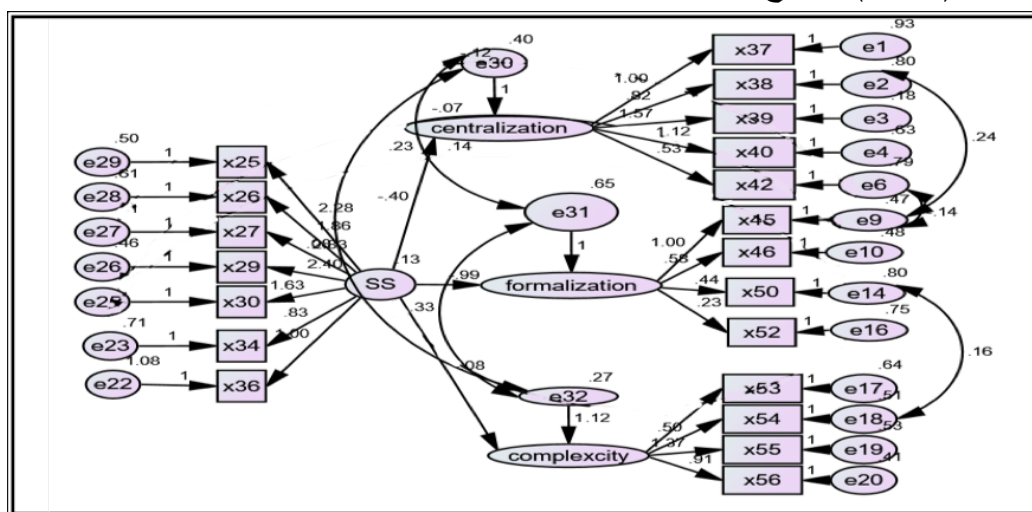 .93
.40
x37 1 e1
.12 e30
.80
1.00
x38 1 e2
.82
.18
1
-.07
1.57
x39 1 e3
centralization
1.12
.63
.24
.50
.23 .14
.53
x40 1 e4
e29 1 x25
.79
.61
x42 1 e6
e28 1 x26
.65
.47
-.40
.14
2.28
e31
x45 1 e9
1.86
.48
e27 1 x27
1.00
.46
1
.58
x46 1 e10
e26 1 x29
2.40
.13
.80
SS
.99
formalization
.44
x50 1 e14
e25 1 x30
1.63
.23
.75
.33
.71
.83
x52 1 e16
e23 1 x34
1.00
.16
1.08
.64
.08
.27
e22 1 x36
x53 1 e17
e32
.51
1.12
.50
x54 1 e18
.53
1.37
complexcity
x55 1 e19
.91
.41
x56 1 e20